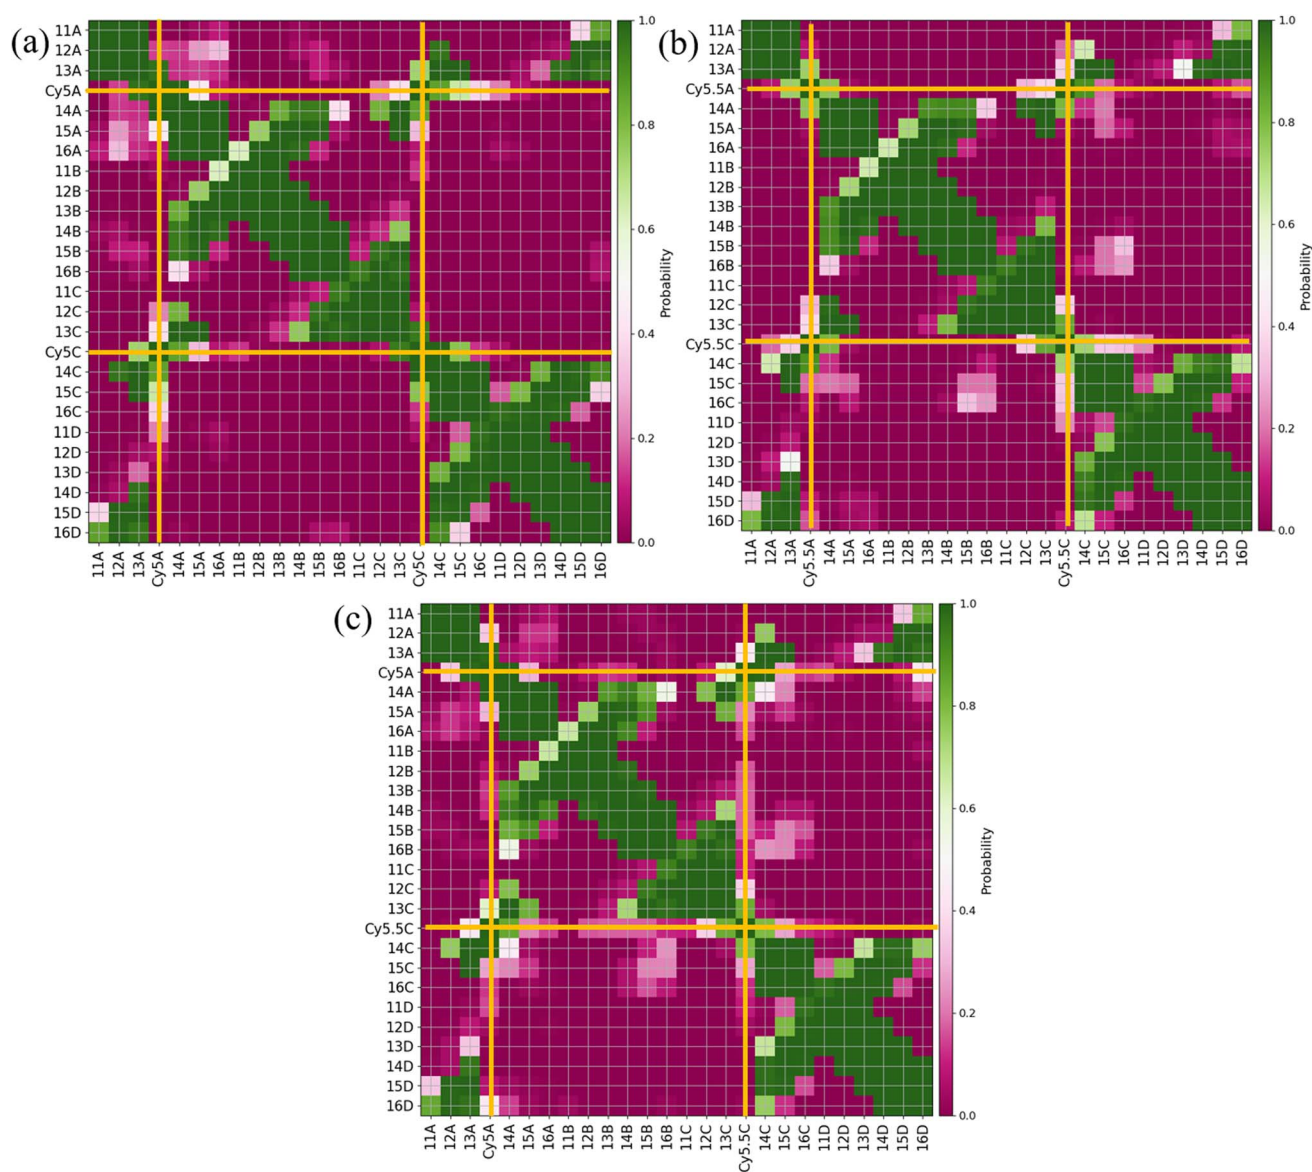 (a)
11A
12A
13A
Cy5A
14A
15A
16A
11B
12B
13B
14B
15B
16B
11C
12C
13C
Cy5C
14C
15C
16C
11D
12D
13D
14D
15D
16D
11A 12A 13A Cy5A 14A 15A 16A 11B 12B 13B 14B 15B 16B 11C 12C 13C Cy5C 14C 15C 16C 11D 12D 13D 14D 15D 16D
1.0
0.8
0.6
0.4
0.2
0.0
Probability
(b)
11A
12A
13A
Cy5.5A
14A
15A
16A
11B
12B
13B
14B
15B
16B
11C
12C
13C
Cy5.5C
14C
15C
16C
11D
12D
13D
14D
15D
16D
11A 12A 13A Cy5.5A 14A 15A 16A 11B 12B 13B 14B 15B 16B 11C 12C 13C Cy5.5C 14C 15C 16C 11D 12D 13D 14D 15D 16D
1.0
0.8
0.6
0.4
0.2
0.0
Probability
(c)
11A
12A
13A
Cy5A
14A
15A
16A
11B
12B
13B
14B
15B
16B
11C
12C
13C
Cy5.5C
14C
15C
16C
11D
12D
13D
14D
15D
16D
11A 12A 13A Cy5A 14A 15A 16A 11B 12B 13B 14B 15B 16B 11C 12C 13C Cy5.5C 14C 15C 16C 11D 12D 13D 14D 15D 16D
1.0
0.8
0.6
0.4
0.2
0.0
Probability